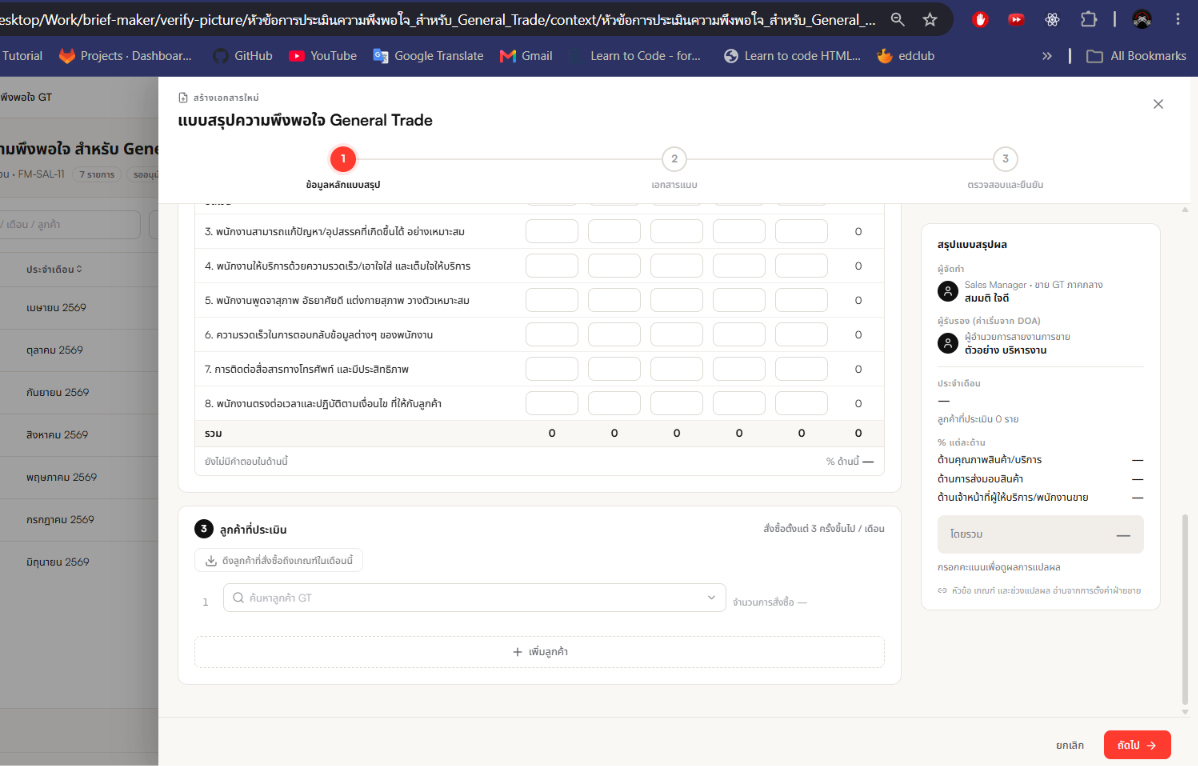 esktop/Work/brief-maker/verify-picture/หัวข้อการประเมินความพึงพอใจ_สำหรับ_General_Trade/context/หัวข้อการประเมินความพึงพอใจ_สำหรับ_General_...
Tutorial Projects · Dashboar... GitHub YouTube Google Translate Gmail Learn to Code - for... Learn to code HTML... edclub » All Bookmarks
พึงพอใจ GT
ามพึงพอใจ สำหรับ Gene
FM-SAL-11 7 รายการ
/ เดือน / ลูกค้า
ประจำเดือน
เมษายน 2569
ตุลาคม 2569
กันยายน 2569
สิงหาคม 2569
พฤษภาคม 2569
กรกฎาคม 2569
มิถุนายน 2569
สร้างเอกสารใหม่
แบบสรุปความพึงพอใจ General Trade
1 2 3
ข้อมูลหลักแบบสรุป เอกสารแนบ ตรวจสอบและยืนยัน
3. พนักงานสามารถแก้ปัญหา/อุปสรรคที่เกิดขึ้นได้ อย่างเหมาะสม 0
4. พนักงานให้บริการด้วยความรวดเร็ว/เอาใจใส่ และเต็มใจให้บริการ 0
5. พนักงานพูดจาสุภาพ อัธยาศัยดี แต่งกายสุภาพ วางตัวเหมาะสม 0
6. ความรวดเร็วในการตอบกลับข้อมูลต่างๆ ของพนักงาน 0
7. การติดต่อสื่อสารทางโทรศัพท์ และมีประสิทธิภาพ 0
8. พนักงานตรงต่อเวลาและปฏิบัติตามเงื่อนไข ที่ให้กับลูกค้า 0
รวม 0 0 0 0 0 0
ยังไม่มีคำตอบในด้านนี้ % ด้านนี้ —
3 ลูกค้าที่ประเมิน สั่งซื้อตั้งแต่ 3 ครั้งขึ้นไป / เดือน
ดึงลูกค้าที่สั่งซื้อถึงเกณฑ์ในเดือนนี้
1 ค้นหาลูกค้า GT จำนวนการสั่งซื้อ —
+ เพิ่มลูกค้า
สรุปแบบสรุปผล
ผู้จัดทำ
Sales Manager · ขาย GT ภาคกลาง
สมมติ ใจดี
ผู้รับรอง (ค่าเริ่มจาก DOA)
ผู้อำนวยการสายงานการขาย
ตัวอย่าง บริหารงาน
ประจำเดือน
—
ลูกค้าที่ประเมิน 0 ราย
% แต่ละด้าน
ด้านคุณภาพสินค้า/บริการ —
ด้านการส่งมอบสินค้า —
ด้านเจ้าหน้าที่ผู้ให้บริการ/พนักงานขาย —
โดยรวม —
กรอกคะแนนเพื่อดูผลการแปลผล
หัวข้อ เกณฑ์ และช่วงแปลผล อ่านจากการตั้งค่าฝ่ายขาย
ยกเลิก ถัดไป →